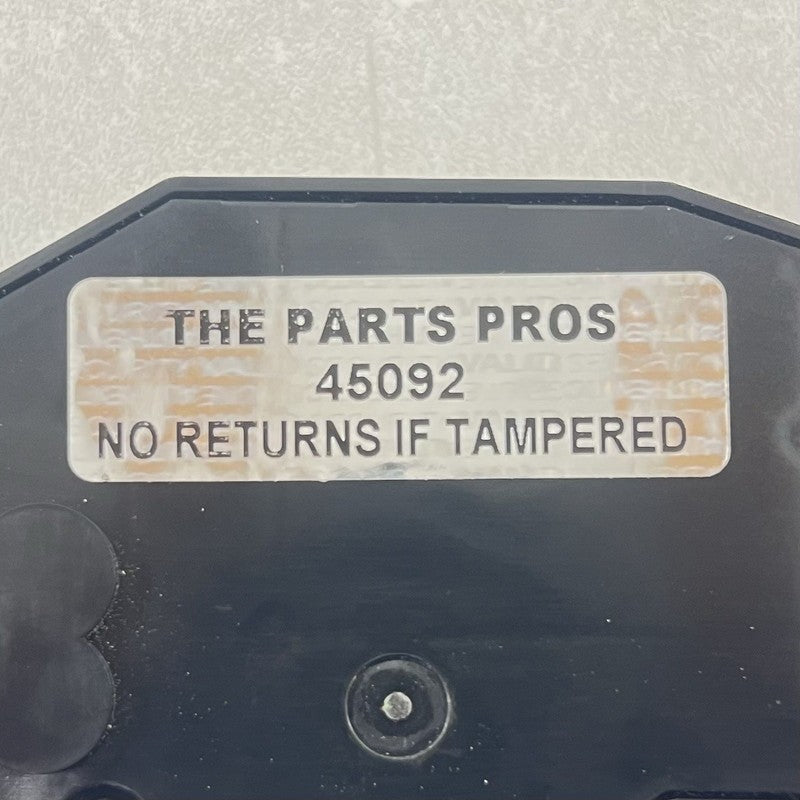 THE PARTS PROS
45092
NO RETURNS IF TAMPERED